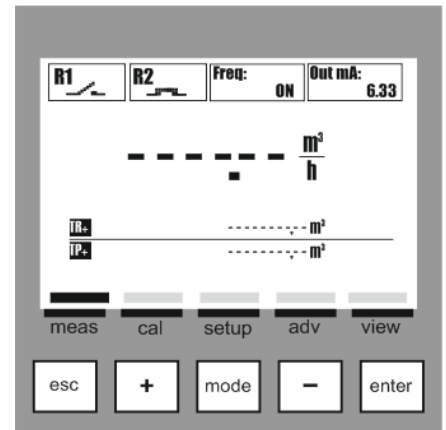 R1 R2 Freq: Out mA:
ON 6.33
- - - - - - m³
. h
TR+ --------.-- m³
TP+ --------.-- m³
meas cal setup adv view
esc + mode – enter